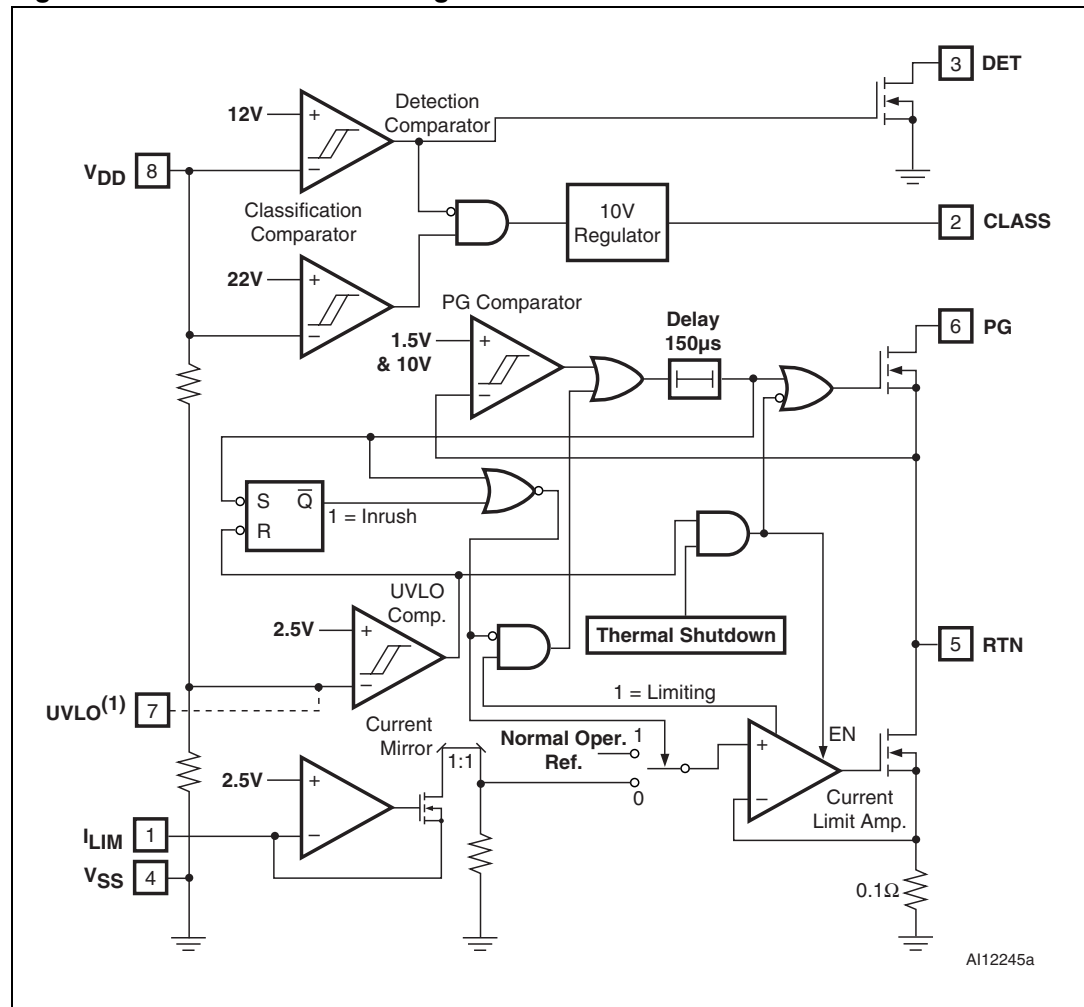 3 DET
Detection
Comparator
12V
+
−
VDD 8
Classification
Comparator
10V
Regulator
2 CLASS
22V
+
−
PG Comparator
1.5V
& 10V
+
−
Delay
150µs
6 PG
S Q̅
R
1 = Inrush
UVLO
Comp.
2.5V
+
−
Thermal Shutdown
5 RTN
UVLO(1) 7
1 = Limiting
Current
Mirror
1:1
Normal Oper.
Ref.
1
0
+
−
EN
Current
Limit Amp.
2.5V
+
−
ILIM 1
VSS 4
0.1Ω
AI12245a